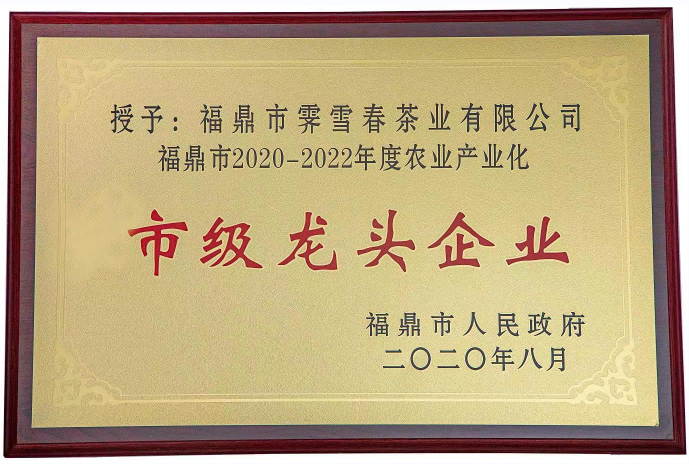 授予：福鼎市霁雪春茶业有限公司
福鼎市2020-2022年度农业产业化
市级龙头企业
福鼎市人民政府
二〇二〇年八月